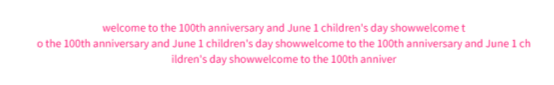 welcome to the 100th anniversary and June 1 children's day showwelcome t
o the 100th anniversary and June 1 children's day showwelcome to the 100th anniversary and June 1 ch
ildren's day showwelcome to the 100th anniver